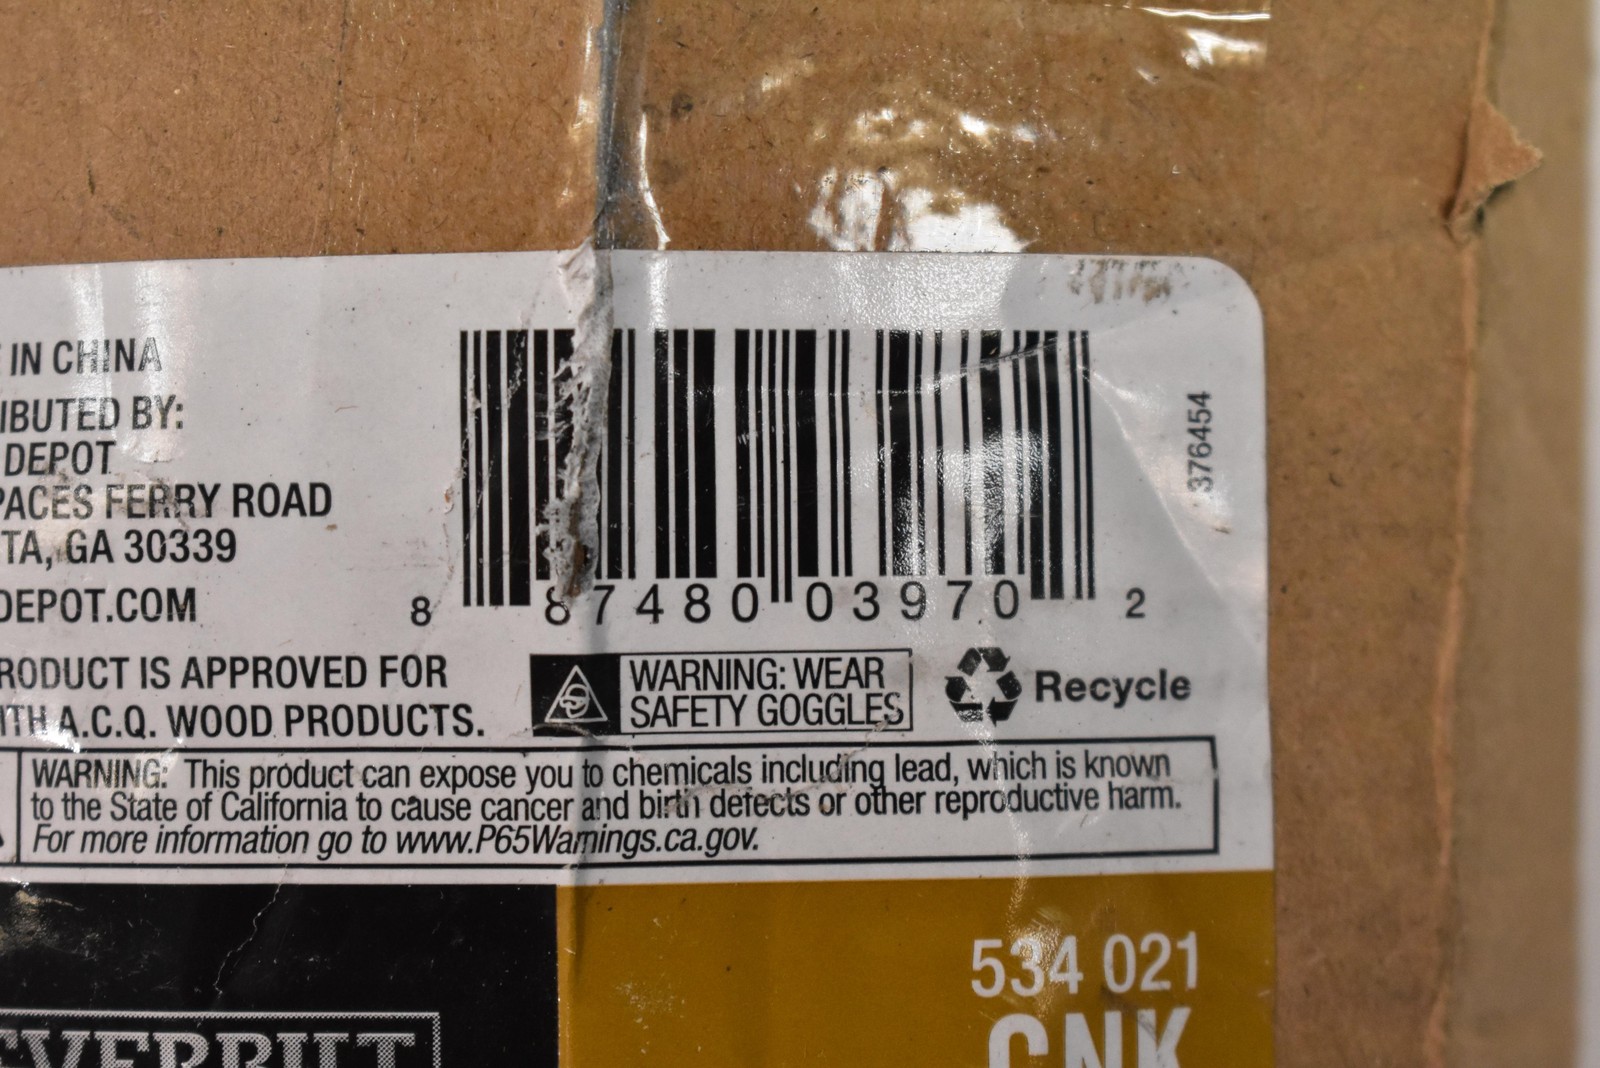 IN CHINA
IBUTED BY:
DEPOT
PACES FERRY ROAD
TA, GA 30339
DEPOT.COM
8 87480 03970 2
376454
RODUCT IS APPROVED FOR
ITH A.C.Q. WOOD PRODUCTS.
WARNING: WEAR
SAFETY GOGGLES
Recycle
WARNING: This product can expose you to chemicals including lead, which is known
to the State of California to cause cancer and birth defects or other reproductive harm.
For more information go to www.P65Warnings.ca.gov.
534 021
CNK
EVERBILT